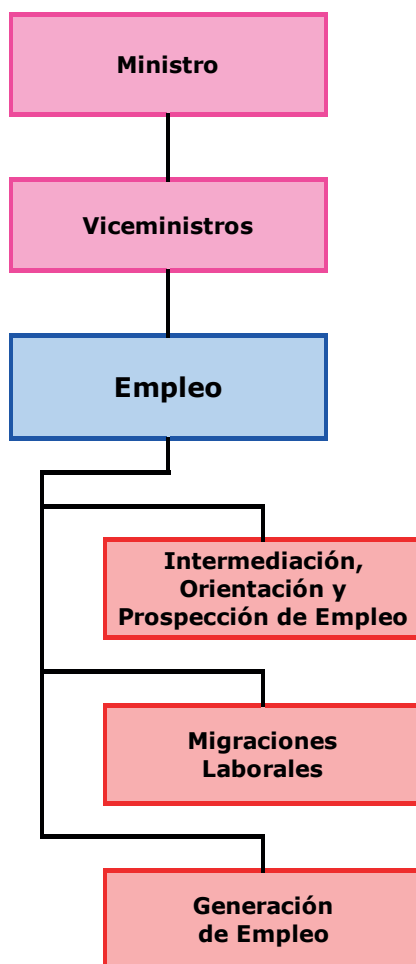 Ministro
Viceministros
Empleo
Intermediación,
Orientación y
Prospección de Empleo
Migraciones
Laborales
Generación
de Empleo